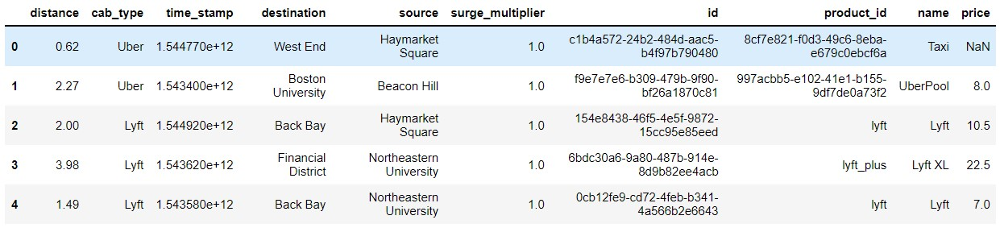 distance cab_type time_stamp destination source surge_multiplier id product_id name price
0 0.62 Uber 1.544770e+12 West End Haymarket Square 1.0 c1b4a572-24b2-484d-aac5-b4f97b790480 8cf7e821-f0d3-49c6-8eba-e679c0ebcf6a Taxi NaN
1 2.27 Uber 1.543400e+12 Boston University Beacon Hill 1.0 f9e7e7e6-b309-479b-9f90-bf26a1870c81 997acbb5-e102-41e1-b155-9df7de0a73f2 UberPool 8.0
2 2.00 Lyft 1.544920e+12 Back Bay Haymarket Square 1.0 154e8438-46f5-4e5f-9872-15cc95e85eed lyft Lyft 10.5
3 3.98 Lyft 1.543620e+12 Financial District Northeastern University 1.0 6bdc30a6-9a80-487b-914e-8d9b82ee4acb lyft_plus Lyft XL 22.5
4 1.49 Lyft 1.543580e+12 Back Bay Northeastern University 1.0 0cb12fe9-cd72-4feb-b341-4a566b2e6643 lyft Lyft 7.0